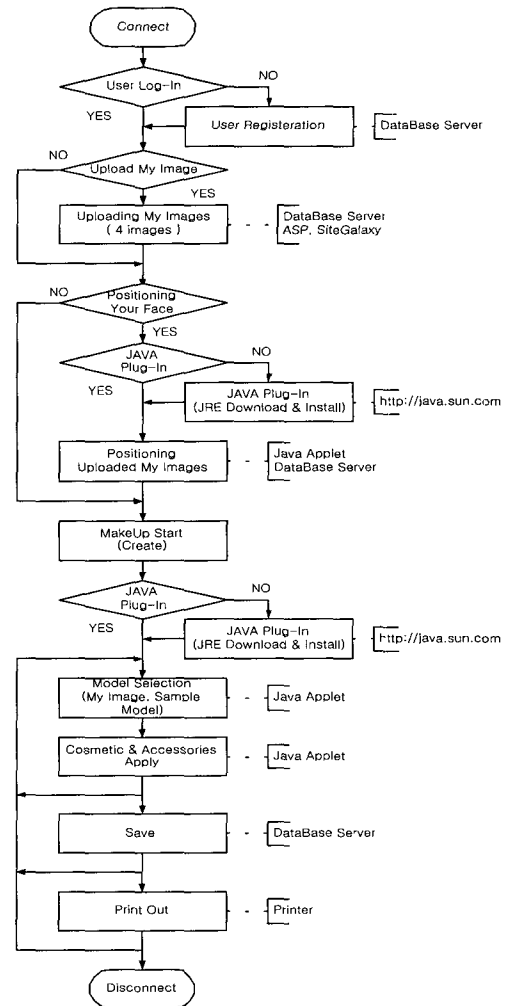 Connect
User Log-In
NO
YES
User Registeration
DataBase Server
NO
Upload My Image
YES
Uploading My Images
( 4 images )
DataBase Server
ASP, SiteGalaxy
NO
Positioning
Your Face
YES
JAVA
Plug-In
NO
YES
JAVA Plug-In
(JRE Download & Install)
http://java.sun.com
Positioning
Uploaded My Images
Java Applet
DataBase Server
MakeUp Start
(Create)
JAVA
Plug-In
NO
YES
JAVA Plug-In
(JRE Download & Install)
http://java.sun.com
Model Selection
(My Image, Sample
Model)
Java Applet
Cosmetic & Accessories
Apply
Java Applet
Save
DataBase Server
Print Out
Printer
Disconnect